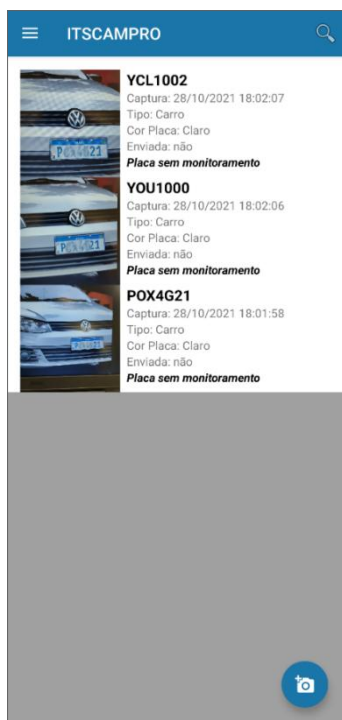 ITSCAMPRO
YCL1002
Captura: 28/10/2021 18:02:07
Tipo: Carro
Cor Placa: Claro
Enviada: não
Placa sem monitoramento
YOU1000
Captura: 28/10/2021 18:02:06
Tipo: Carro
Cor Placa: Claro
Enviada: não
Placa sem monitoramento
POX4G21
Captura: 28/10/2021 18:01:58
Tipo: Carro
Cor Placa: Claro
Enviada: não
Placa sem monitoramento